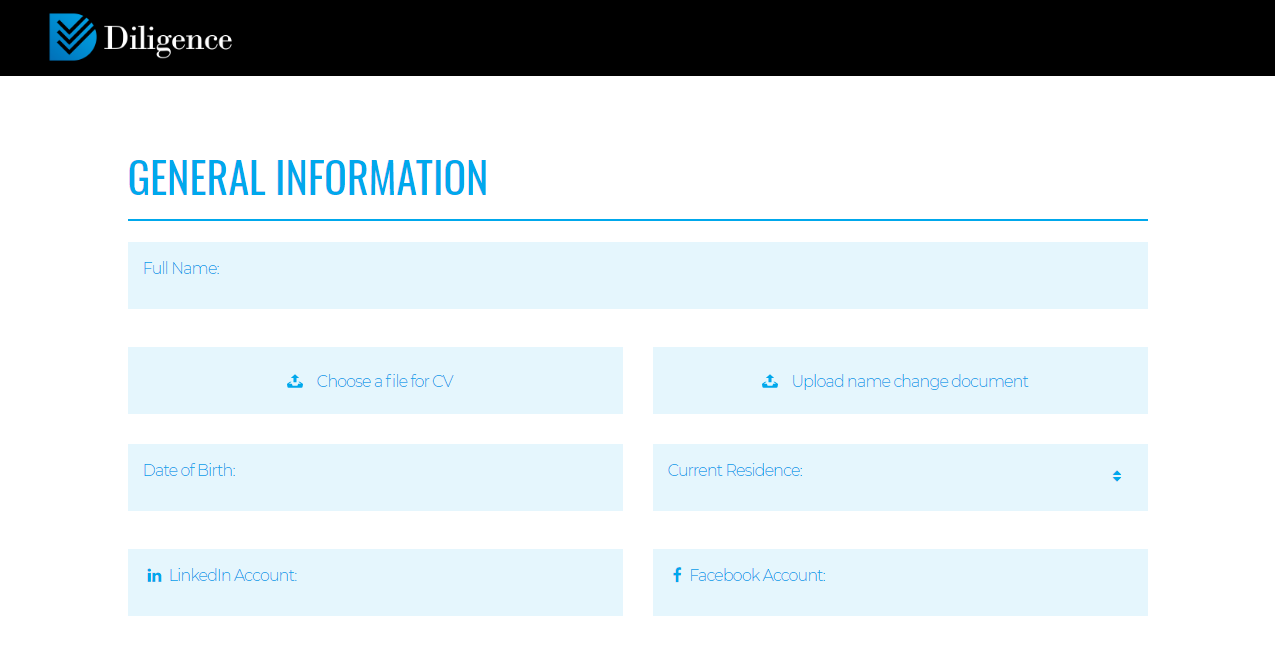 Diligence
GENERAL INFORMATION
Full Name:
Choose a file for CV
Upload name change document
Date of Birth:
Current Residence:
LinkedIn Account:
Facebook Account: